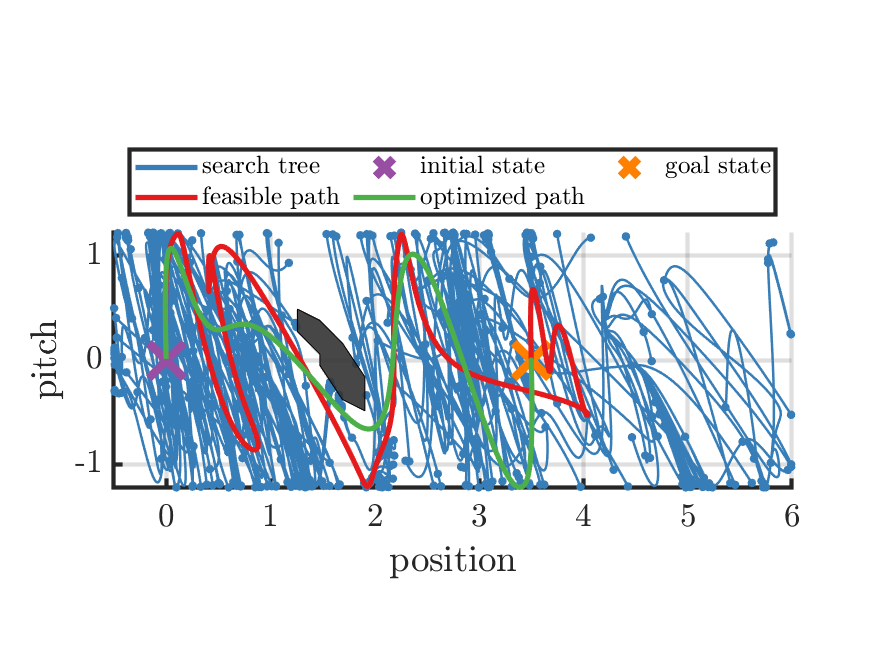 search tree initial state goal state
feasible path optimized path
1
0
-1
pitch
0 1 2 3 4 5 6
position